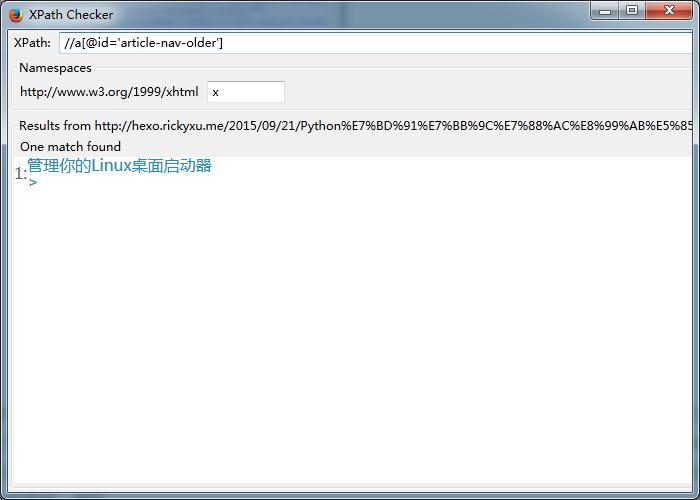 XPath Checker
XPath: //a[@id='article-nav-older']
Namespaces
http://www.w3.org/1999/xhtml x
Results from http://hexo.rickyxu.me/2015/09/21/Python%E7%BD%91%E7%BB%9C%E7%88%AC%E8%99%AB%E5%85
One match found
1: 管理你的Linux桌面启动器
>